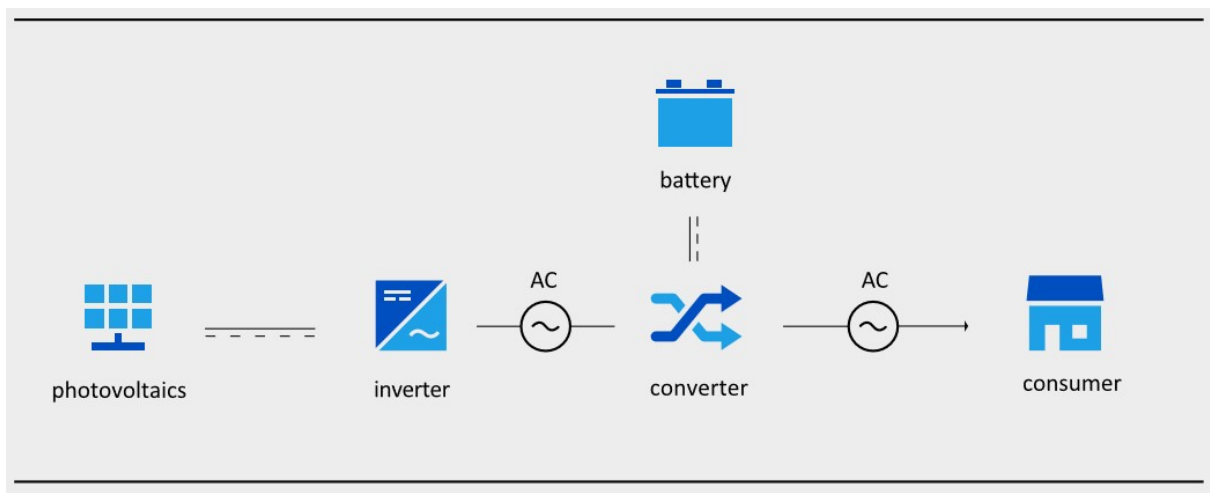 battery
AC
AC
photovoltaics
inverter
converter
consumer